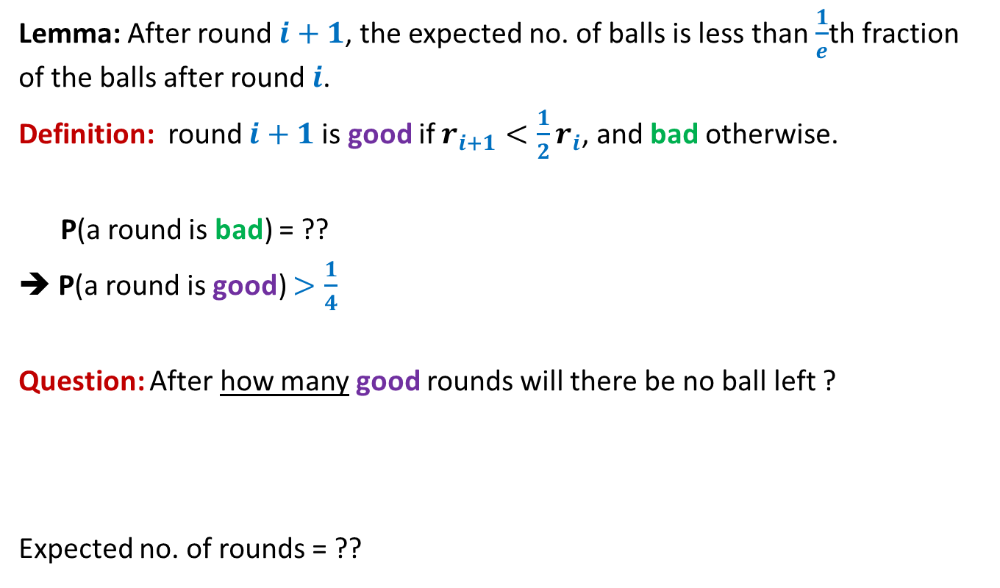 Lemma: After round i + 1, the expected no. of balls is less than 1/e th fraction
of the balls after round i.
Definition: round i + 1 is good if r_{i+1} < 1/2 r_i, and bad otherwise.
P(a round is bad) = ??
➔ P(a round is good) > 1/4
Question: After how many good rounds will there be no ball left ?
Expected no. of rounds = ??